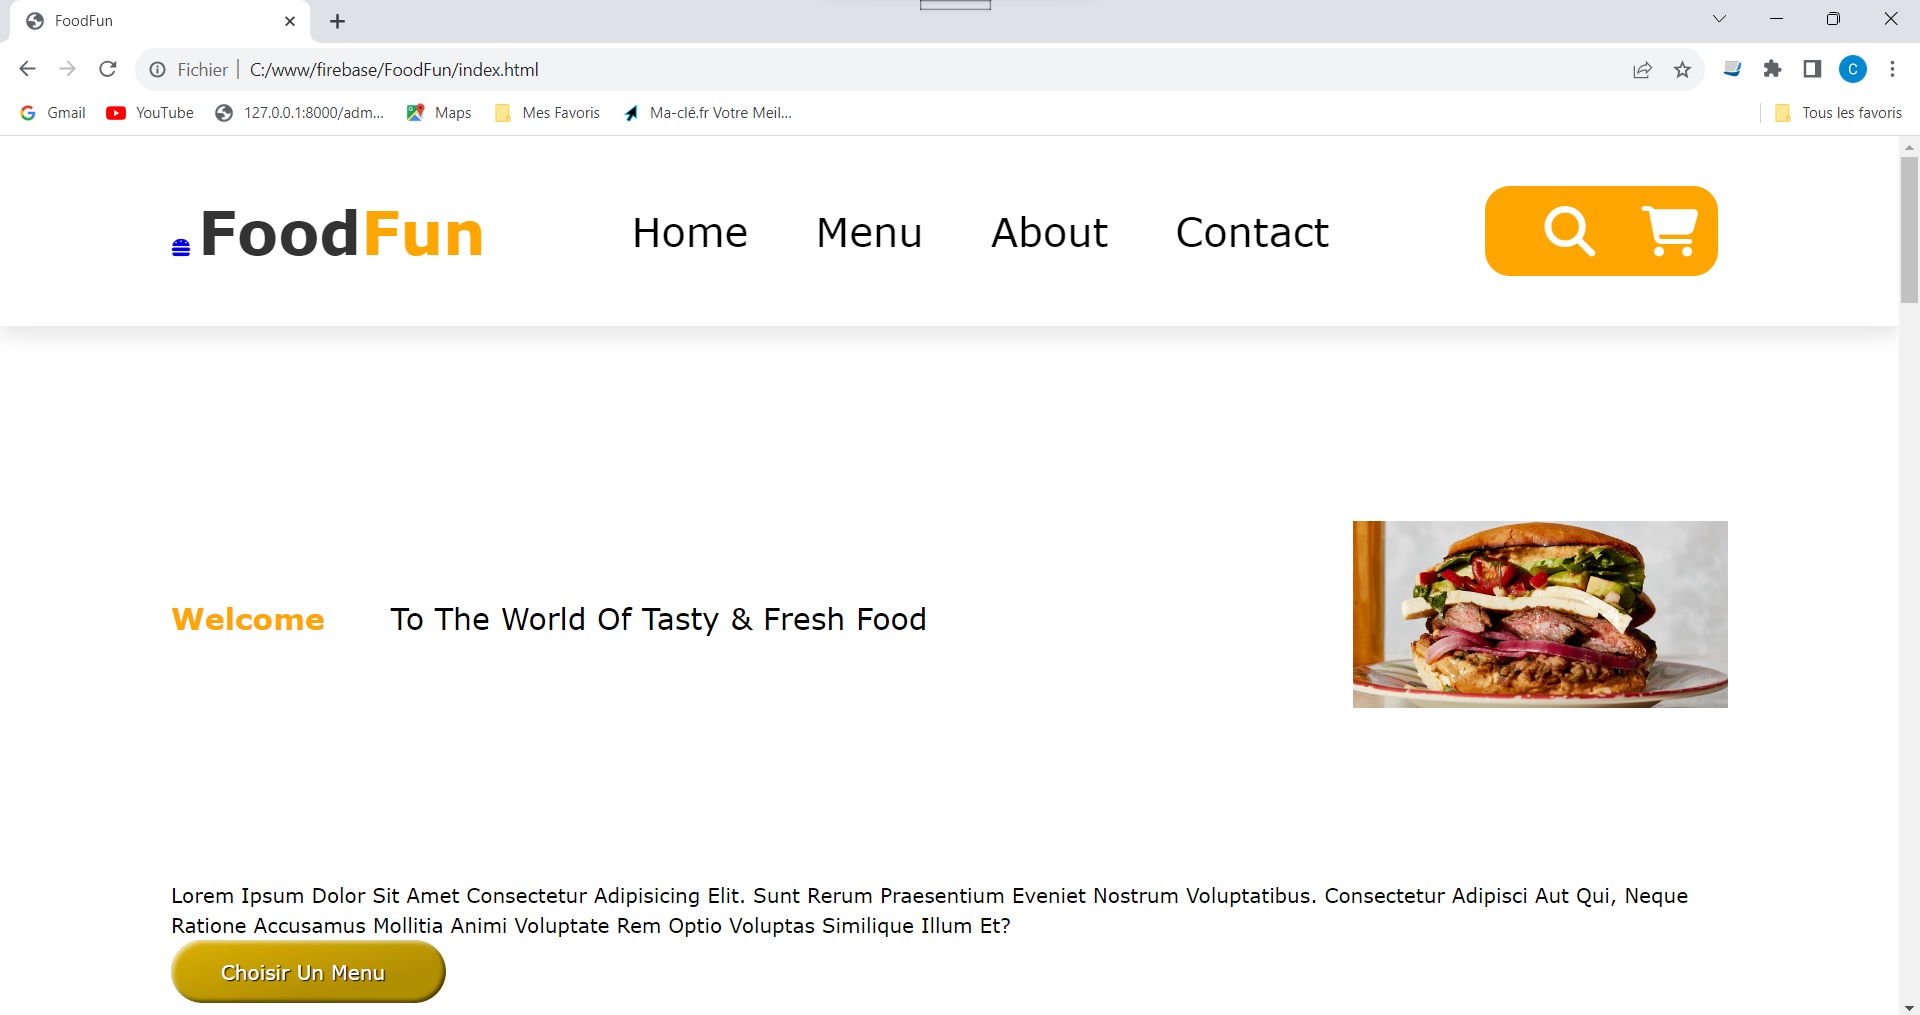 FoodFun
Fichier C:/www/firebase/FoodFun/index.html
C
Gmail YouTube 127.0.0.1:8000/adm... Maps Mes Favoris Ma-clé.fr Votre Meil... Tous les favoris
FoodFun Home Menu About Contact
Welcome To The World Of Tasty & Fresh Food
Lorem Ipsum Dolor Sit Amet Consectetur Adipisicing Elit. Sunt Rerum Praesentium Eveniet Nostrum Voluptatibus. Consectetur Adipisci Aut Qui, Neque
Ratione Accusamus Mollitia Animi Voluptate Rem Optio Voluptas Similique Illum Et?
Choisir Un Menu